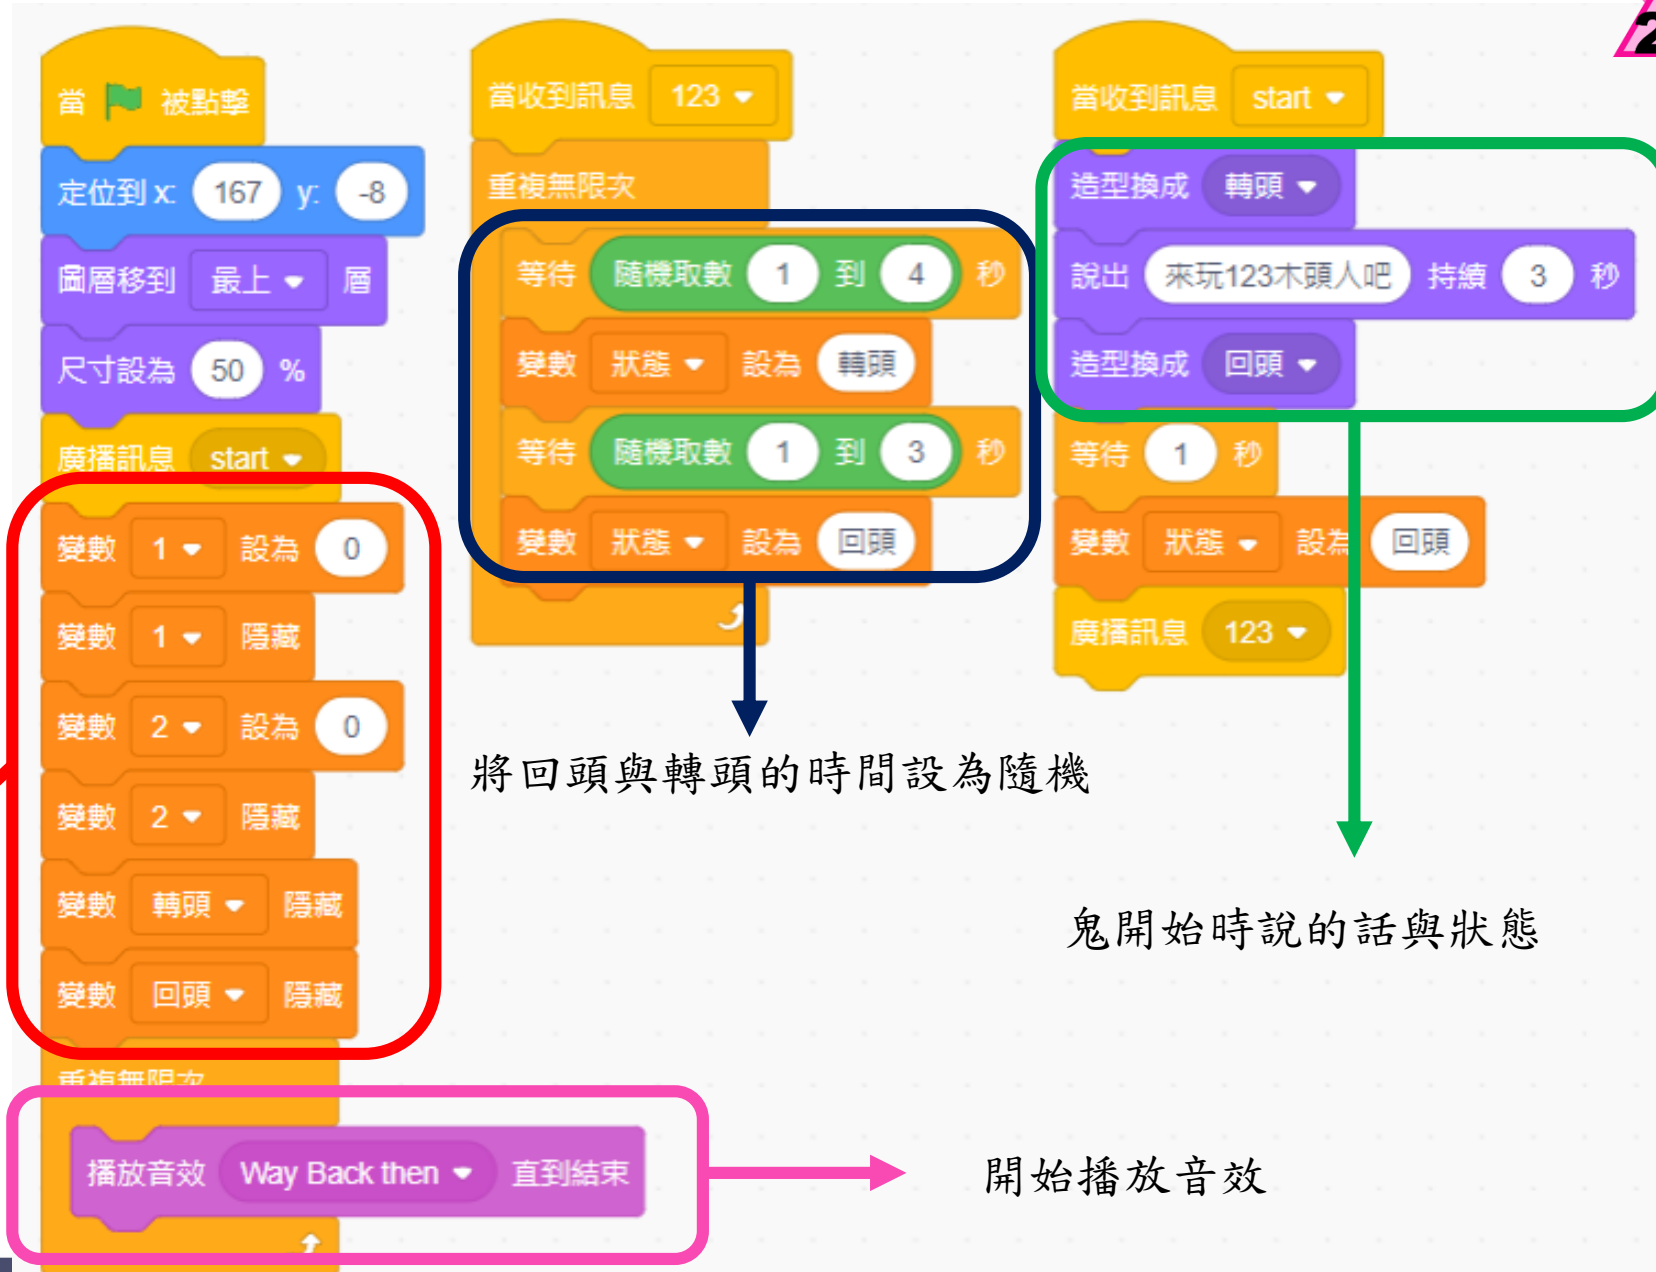 2
當 被點擊
定位到 x: 167 y: -8
圖層移到 最上 層
尺寸設為 50 %
廣播訊息 start
變數 1 設為 0
變數 1 隱藏
變數 2 設為 0
變數 2 隱藏
變數 轉頭 隱藏
變數 回頭 隱藏
重複無限次
播放音效 Way Back then 直到結束
當收到訊息 123
重複無限次
等待 隨機取數 1 到 4 秒
變數 狀態 設為 轉頭
等待 隨機取數 1 到 3 秒
變數 狀態 設為 回頭
將回頭與轉頭的時間設為隨機
當收到訊息 start
造型換成 轉頭
說出 來玩123木頭人吧 持續 3 秒
造型換成 回頭
等待 1 秒
變數 狀態 設為 回頭
廣播訊息 123
鬼開始時說的話與狀態
開始播放音效